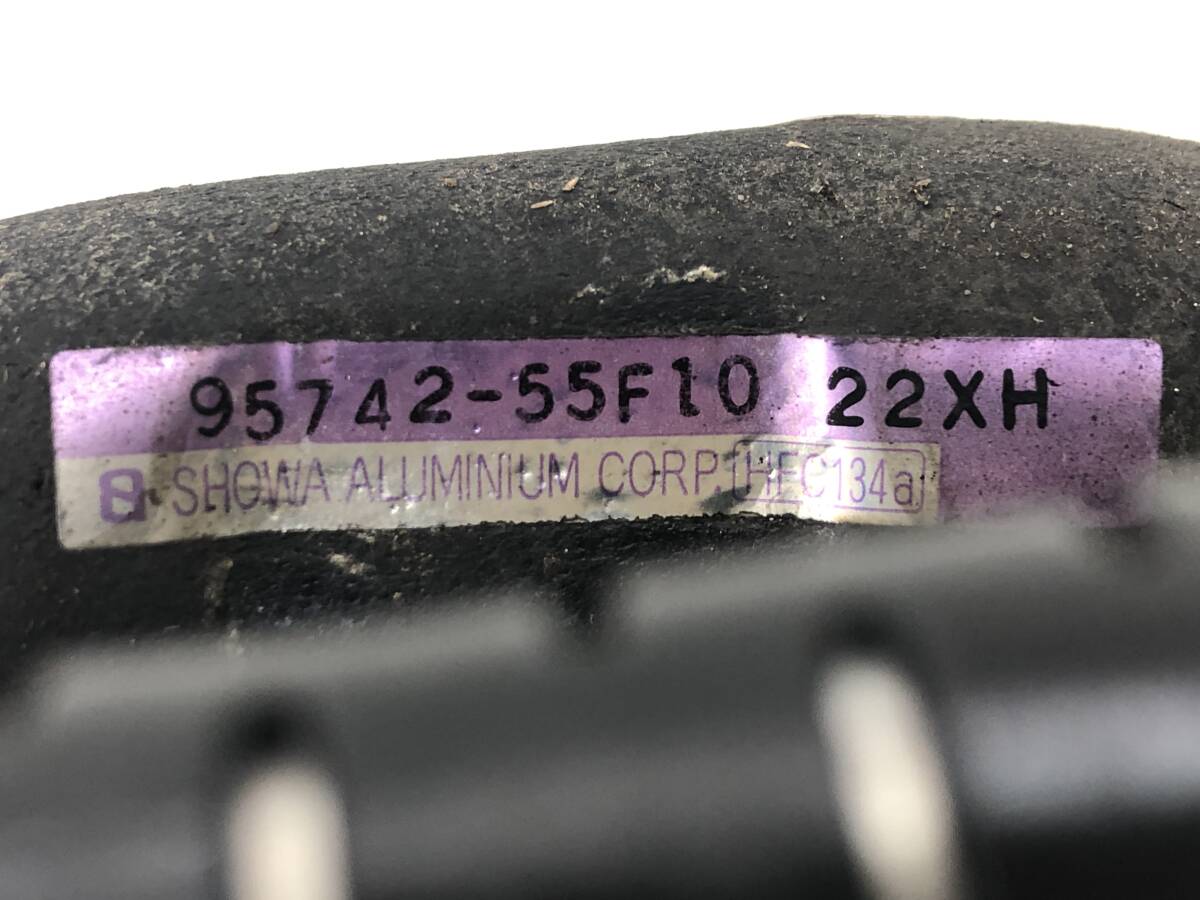 95742-55F10 22XH
SHOWA ALUMINIUM CORP. HFC134a